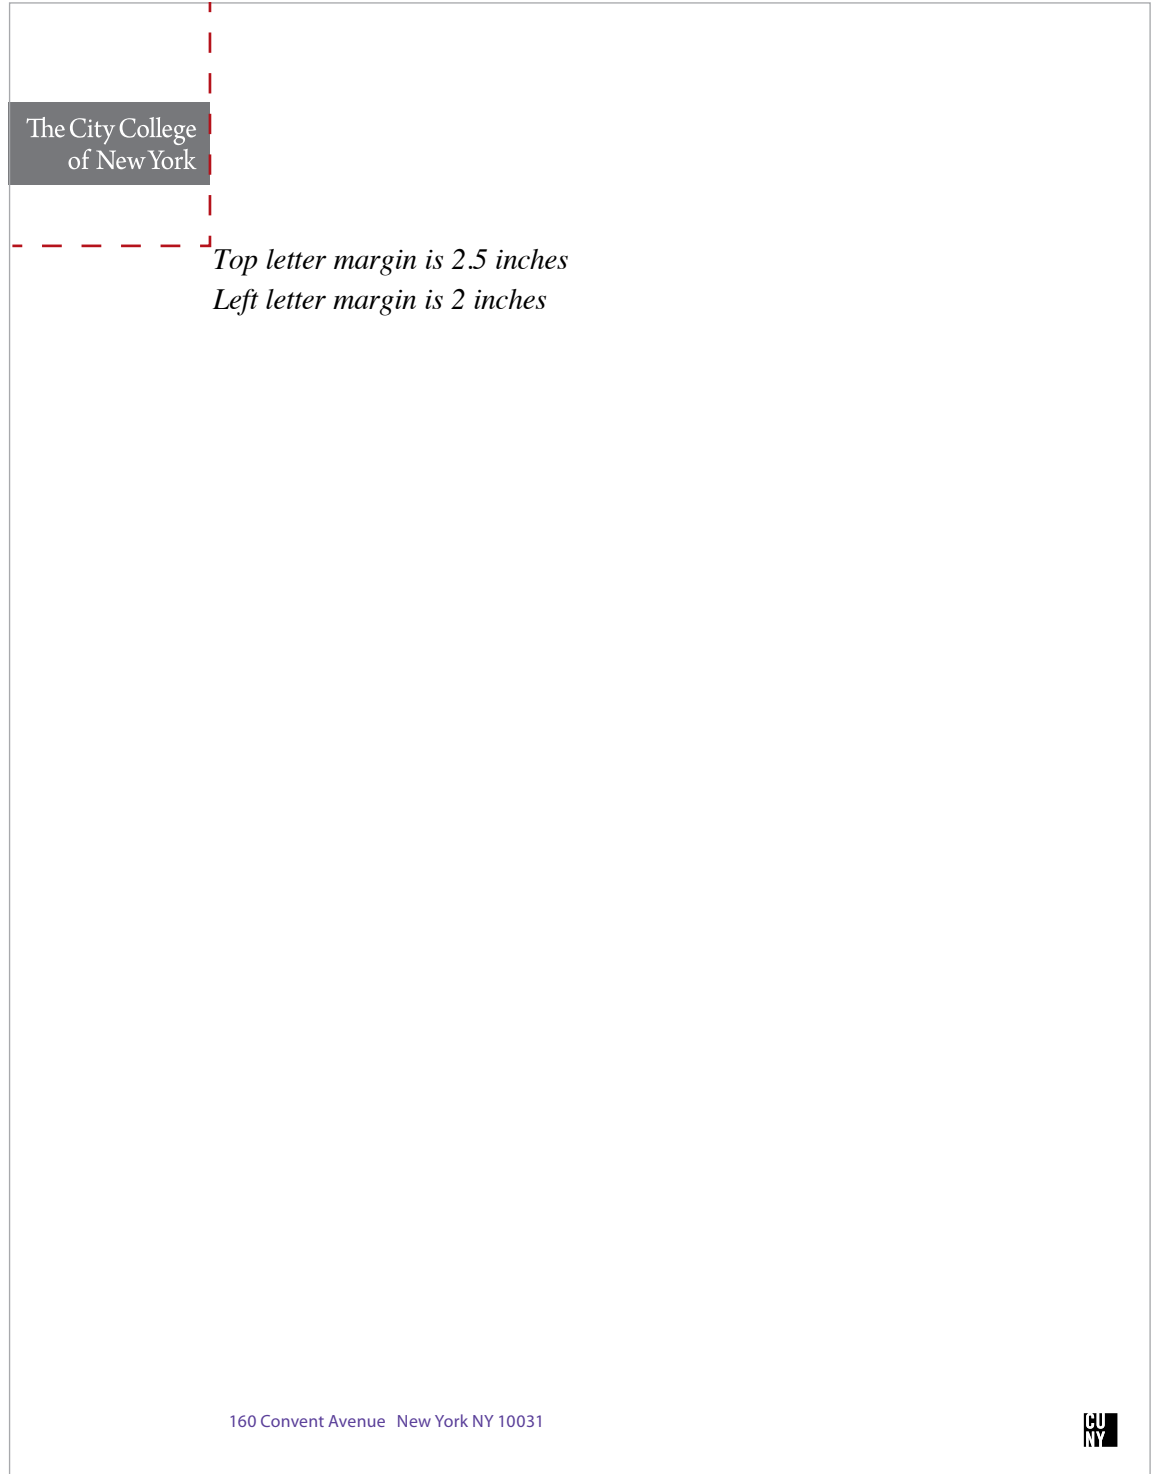 The City College
of New York
Top letter margin is 2.5 inches
Left letter margin is 2 inches
160 Convent Avenue   New York NY 10031
CU
NY